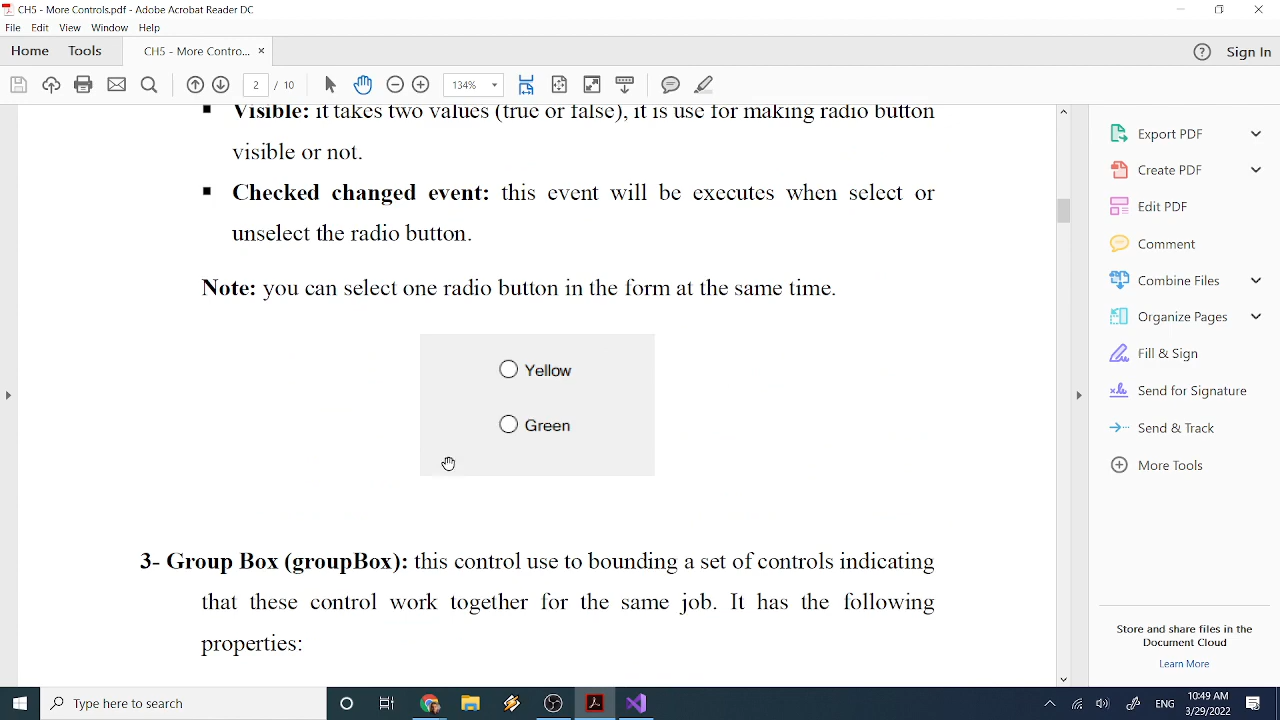 CH5 - More Controls.pdf - Adobe Acrobat Reader DC
File Edit View Window Help
Home Tools CH5 - More Contro... × Sign In
2 / 10 134%
▪ Visible: it takes two values (true or false), it is use for making radio button
visible or not.
▪ Checked changed event: this event will be executes when select or
unselect the radio button.
Note: you can select one radio button in the form at the same time.
Yellow
Green
3- Group Box (groupBox): this control use to bounding a set of controls indicating
that these control work together for the same job. It has the following
properties:
Export PDF
Create PDF
Edit PDF
Comment
Combine Files
Organize Pages
Fill & Sign
Send for Signature
Send & Track
More Tools
Store and share files in the
Document Cloud
Learn More
Type here to search
ENG
10:49 AM
3/29/2022